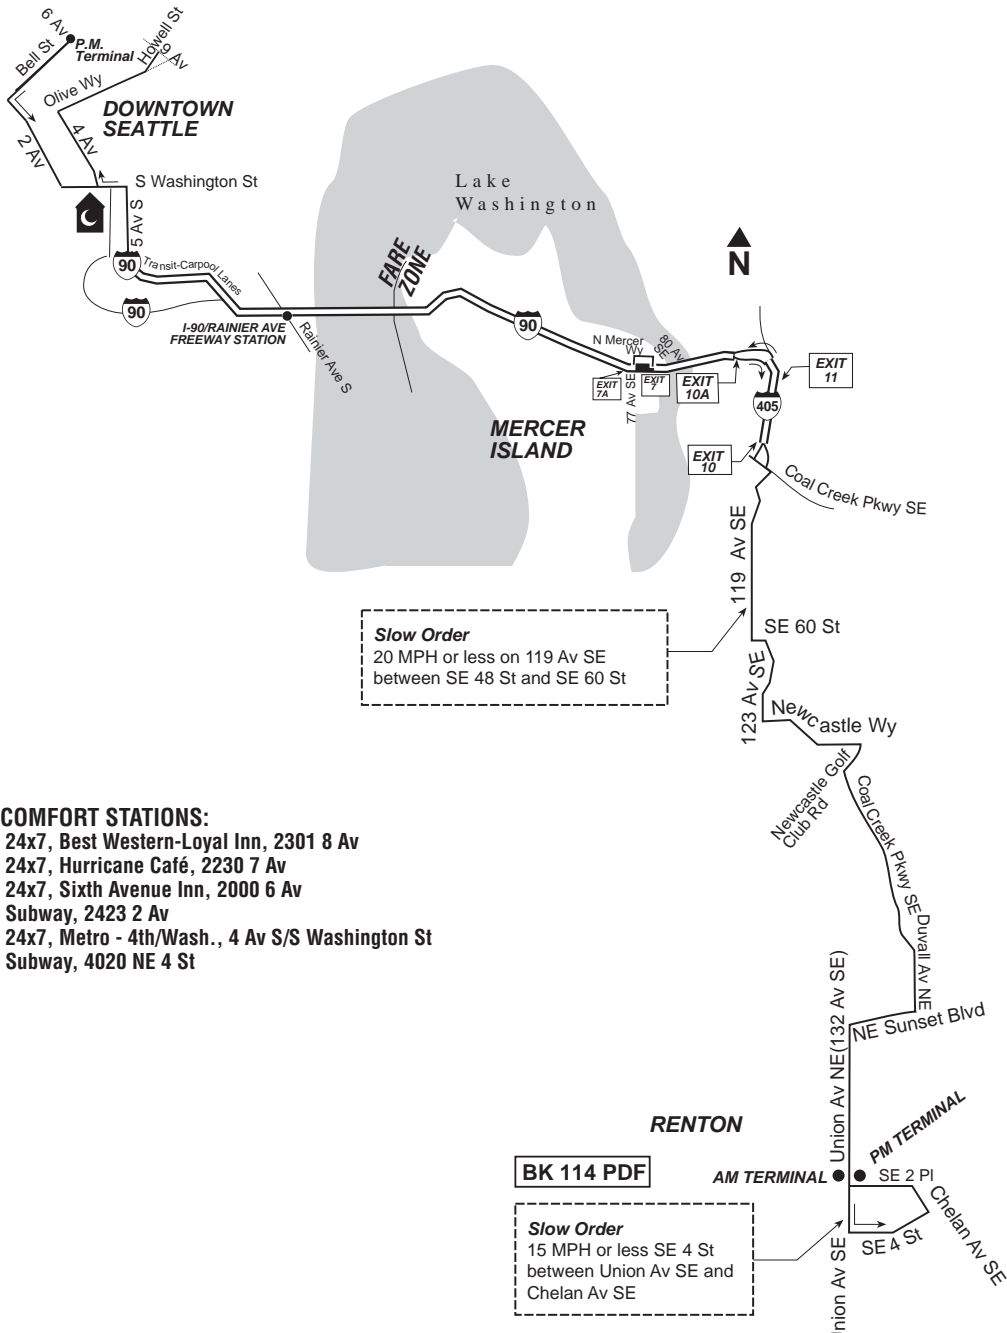 6 Av
P.M.
Terminal
Howell St
9 Av
Bell St
Olive Wy
DOWNTOWN
SEATTLE
2 Av
4 Av
S Washington St
5 Av S
Lake
Washington
FARE
ZONE
N
90
Transit-Carpool Lanes
90
I-90/RAINIER AVE
FREEWAY STATION
Rainier Ave S
90
N Mercer
Wy
80 Av
SE
EXIT
7A
77 Av SE
EXIT
7
EXIT
10A
EXIT
11
405
MERCER
ISLAND
EXIT
10
Coal Creek Pkwy SE
119 Av SE
Slow Order
20 MPH or less on 119 Av SE
between SE 48 St and SE 60 St
SE 60 St
123 Av SE
Newcastle Wy
Newcastle Golf
Club Rd
Coal Creek Pkwy SE
COMFORT STATIONS:
24x7, Best Western-Loyal Inn, 2301 8 Av
24x7, Hurricane Café, 2230 7 Av
24x7, Sixth Avenue Inn, 2000 6 Av
Subway, 2423 2 Av
24x7, Metro - 4th/Wash., 4 Av S/S Washington St
Subway, 4020 NE 4 St
Duvall Av NE
NE Sunset Blvd
Union Av NE(132 Av SE)
RENTON
BK 114 PDF
AM TERMINAL
PM TERMINAL
SE 2 Pl
Chelan Av SE
SE 4 St
Union Av SE
Slow Order
15 MPH or less SE 4 St
between Union Av SE and
Chelan Av SE